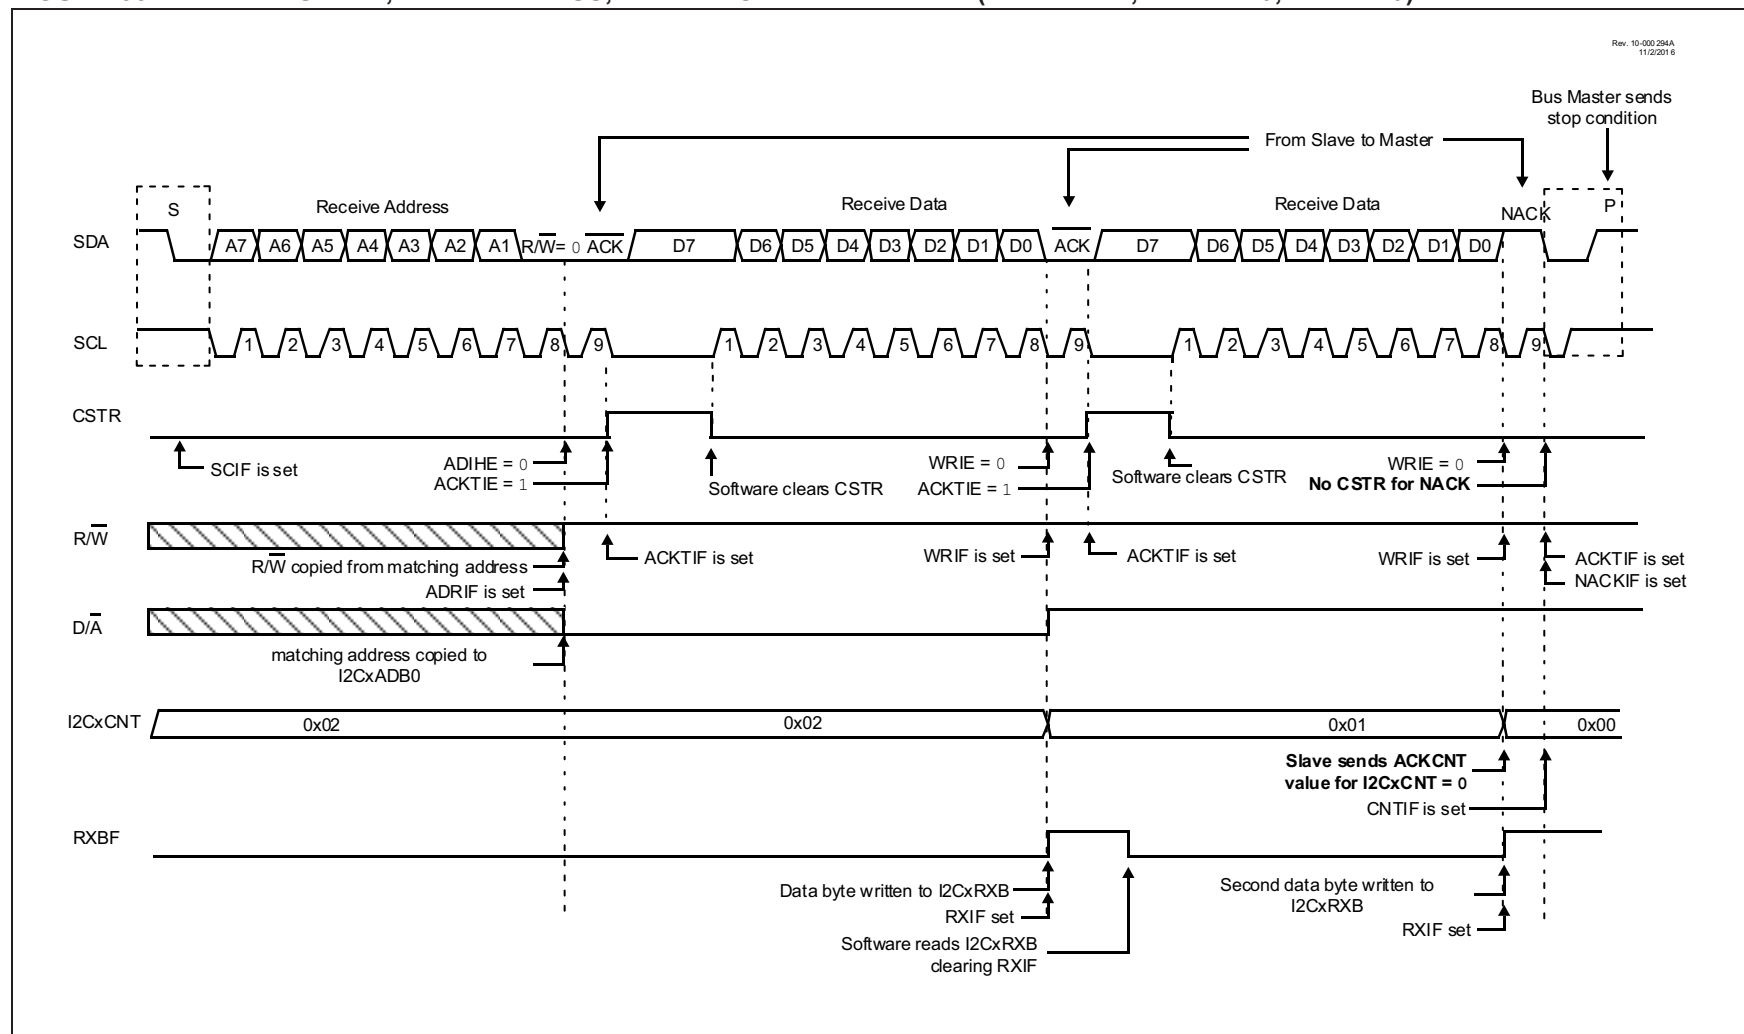 Rev. 10-000 294A
11/2/201 6
Bus Master sends
stop condition
From Slave to Master
S
Receive Address
Receive Data
Receive Data
NACK
P
SDA
A7 A6 A5 A4 A3 A2 A1 R/W= 0 ACK D7 D6 D5 D4 D3 D2 D1 D0 ACK D7 D6 D5 D4 D3 D2 D1 D0
SCL
1 2 3 4 5 6 7 8 9 1 2 3 4 5 6 7 8 9 1 2 3 4 5 6 7 8 9
CSTR
SCIF is set
ADIHE = 0
ACKTIE = 1
Software clears CSTR
WRIE = 0
ACKTIE = 1
Software clears CSTR
WRIE = 0
No CSTR for NACK
R/W
R/W copied from matching address
ADRIF is set
ACKTIF is set
WRIF is set
ACKTIF is set
WRIF is set
ACKTIF is set
NACKIF is set
D/A
matching address copied to
I2CxADB0
I2CxCNT
0x02
0x02
0x01
0x00
Slave sends ACKCNT
value for I2CxCNT = 0
CNTIF is set
RXBF
Data byte written to I2CxRXB
RXIF set
Software reads I2CxRXB
clearing RXIF
Second data byte written to
I2CxRXB
RXIF set